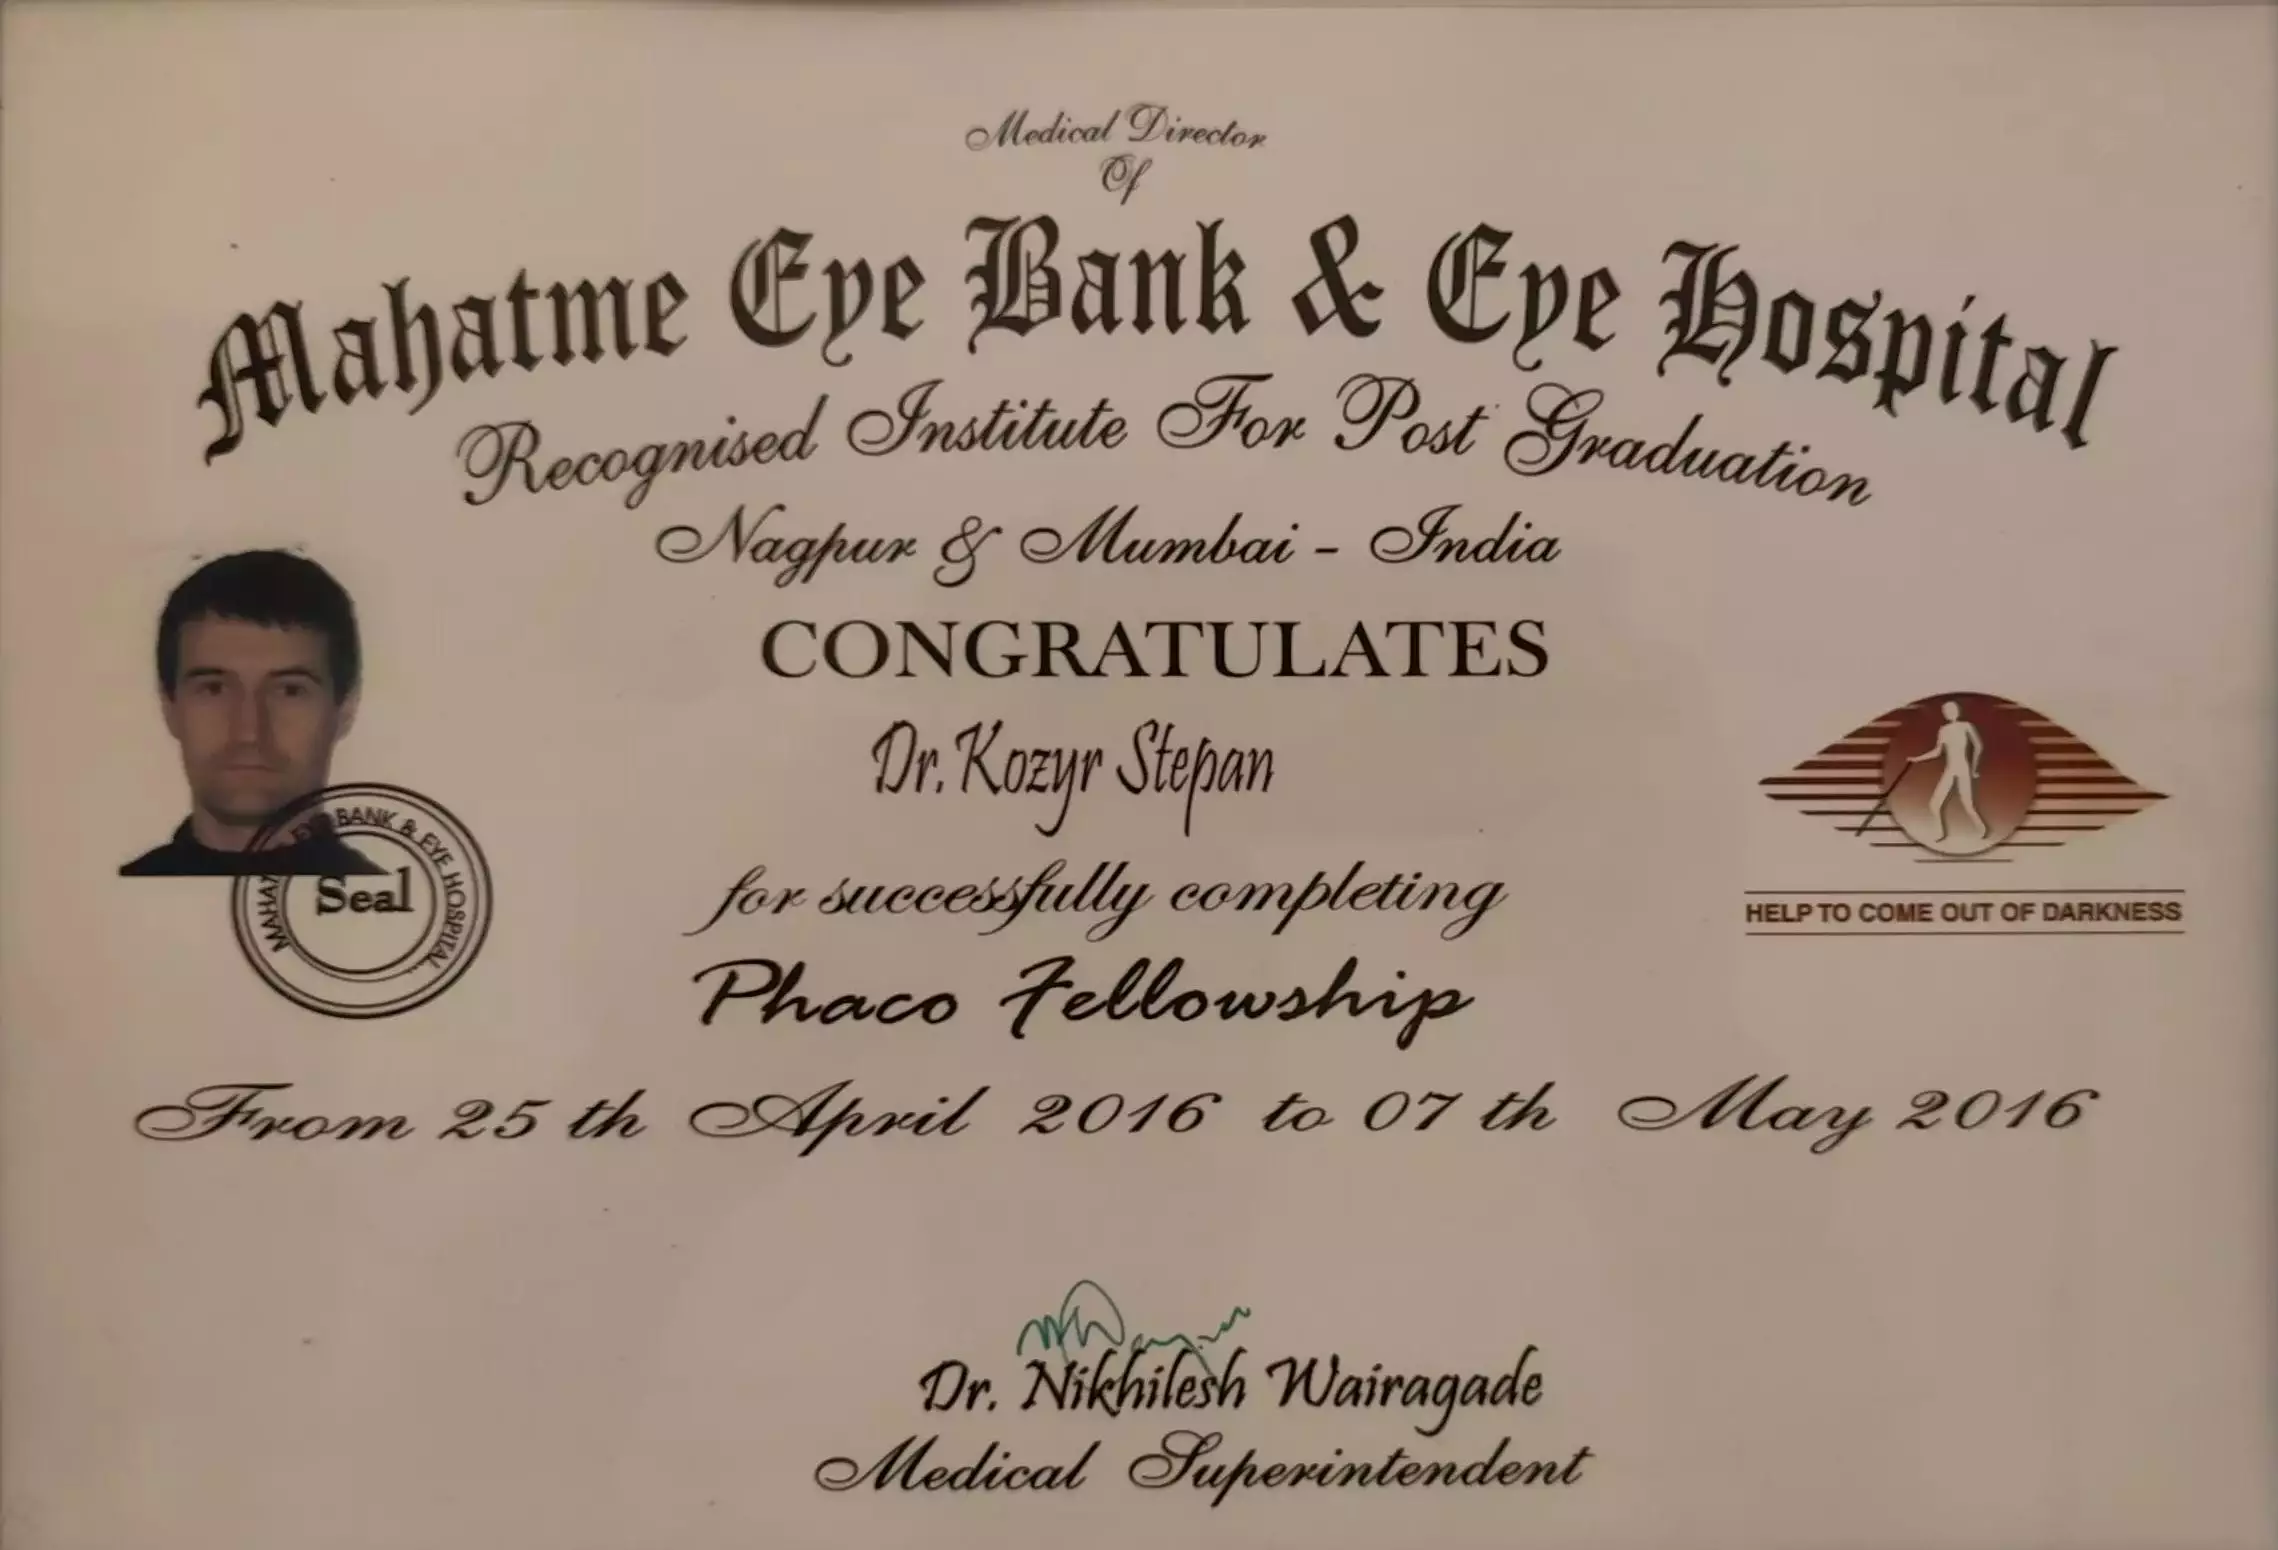 Medical Director
Of
Mahatme Eye Bank & Eye Hospital
Recognised Institute For Post Graduation
Nagpur & Mumbai - India
CONGRATULATES
Dr. Kozyr Stepan
for successfully completing
Phaco Fellowship
From 25 th April 2016 to 07 th May 2016
BANK & EYE HOSPITAL...
Seal
HELP TO COME OUT OF DARKNESS
Dr. Nikhilesh Wairagade
Medical Superintendent